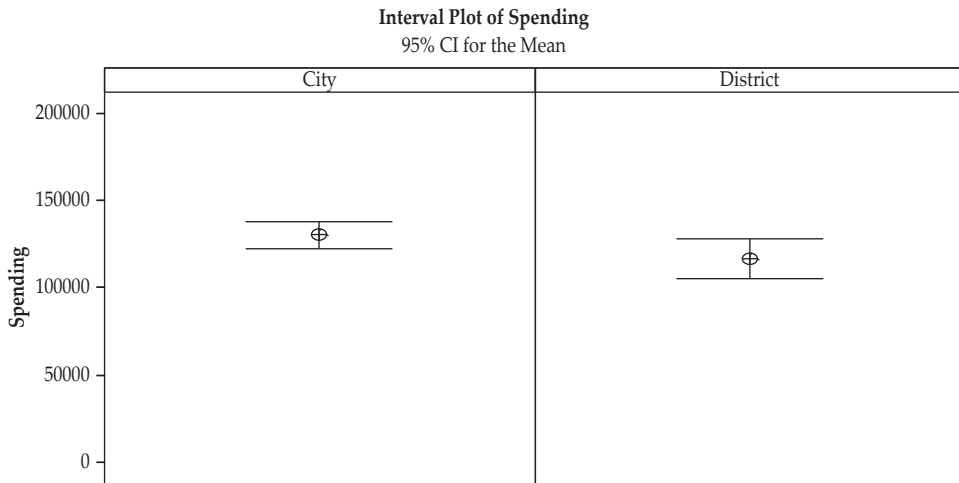 Interval Plot of Spending
95% CI for the Mean
City
District
200000
150000
100000
50000
0
Spending